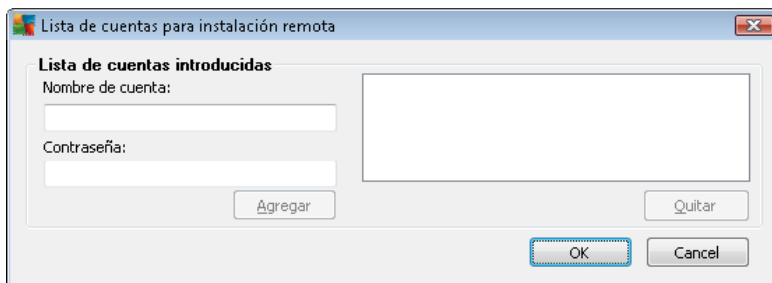 Lista de cuentas para instalación remota
Lista de cuentas introducidas
Nombre de cuenta:
Contraseña:
Agregar
Quitar
OK
Cancel